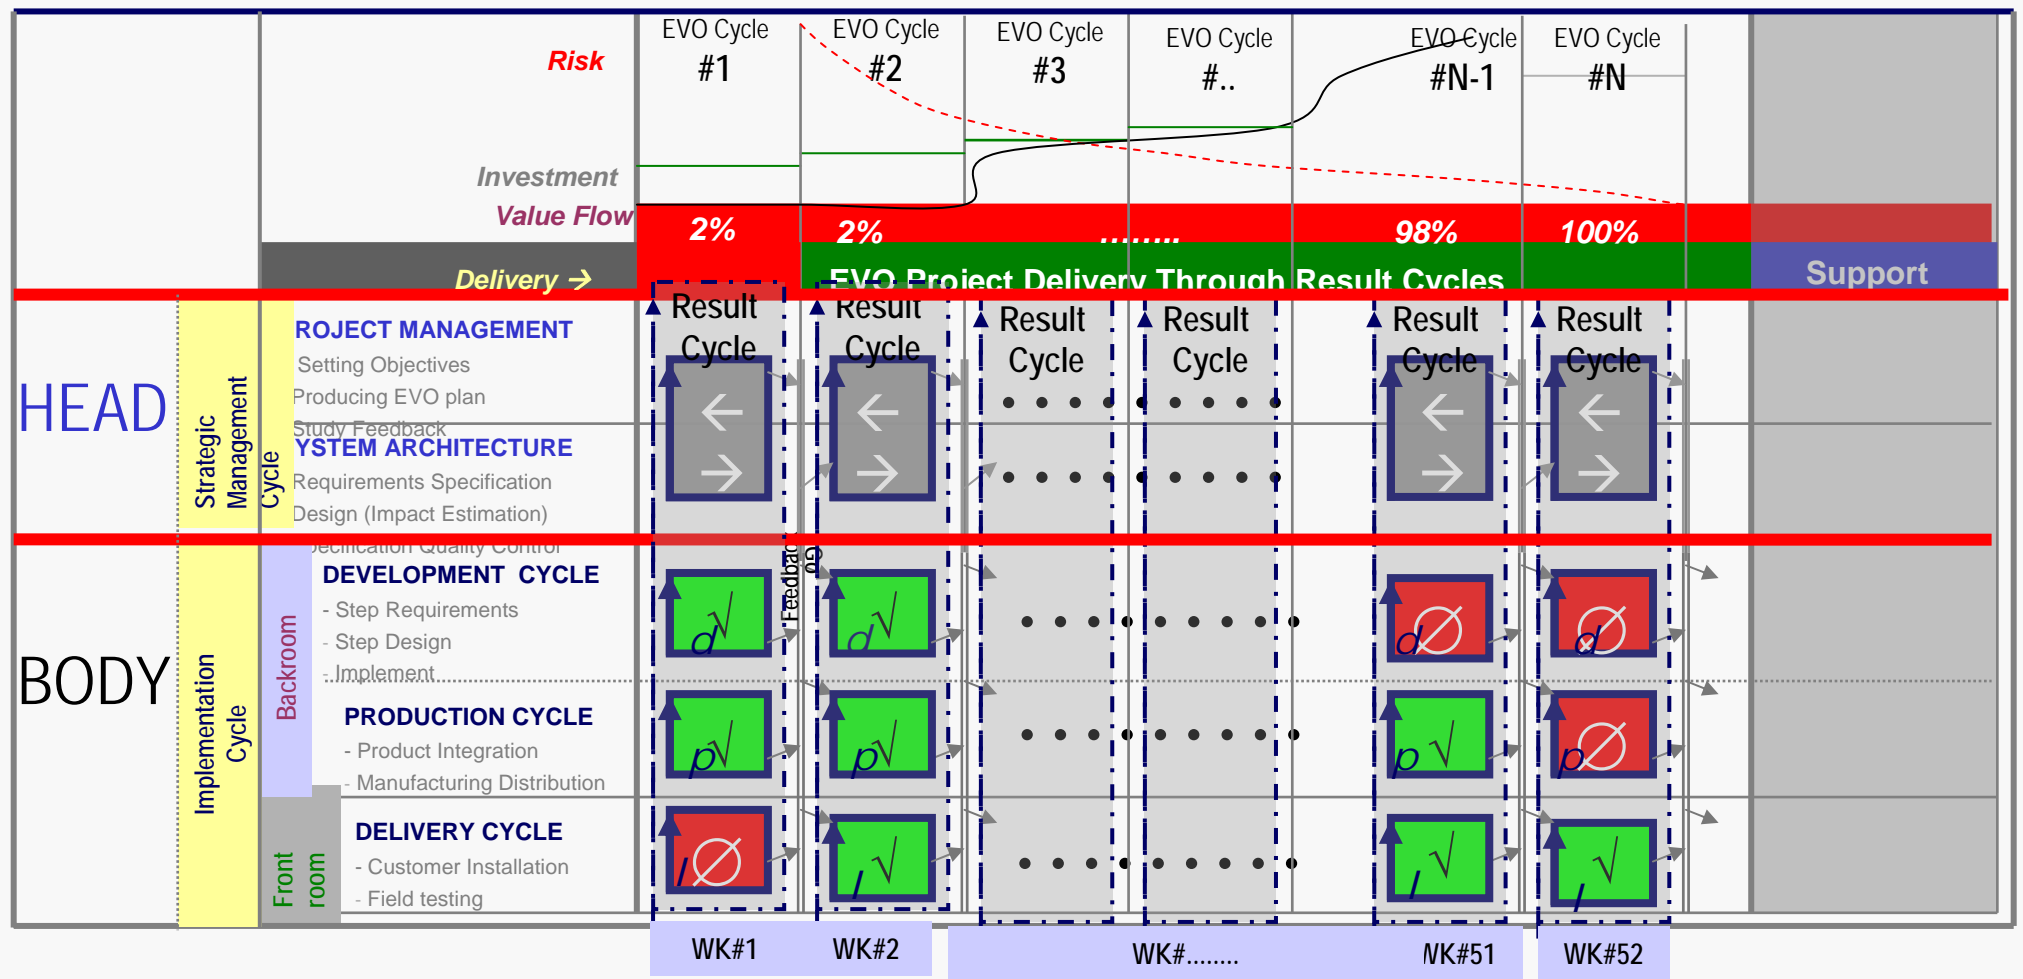 EVO Cycle
#1
EVO Cycle
#2
EVO Cycle
#3
EVO Cycle
#..
EVO Cycle
#N-1
EVO Cycle
#N
Risk
Investment
Value Flow
2%
2%
........
98%
100%
Delivery →
EVO Project Delivery Through Result Cycles
Support
Result
Cycle
Result
Cycle
Result
Cycle
Result
Cycle
Result
Cycle
Result
Cycle
HEAD
Strategic
Management
Cycle
ROJECT MANAGEMENT
Setting Objectives
Producing EVO plan
Study Feedback
YSTEM ARCHITECTURE
Requirements Specification
Design (Impact Estimation)
pecification Quality Control
←
→
←
→
←
→
←
→
Feedback
GO
BODY
Implementation
Cycle
Backroom
DEVELOPMENT CYCLE
- Step Requirements
- Step Design
- Implement
d√
d√
d∅
d∅
PRODUCTION CYCLE
- Product Integration
- Manufacturing Distribution
p√
p√
p√
p∅
Front
room
DELIVERY CYCLE
- Customer Installation
- Field testing
l∅
l√
l√
l√
WK#1
WK#2
WK#........
WK#51
WK#52